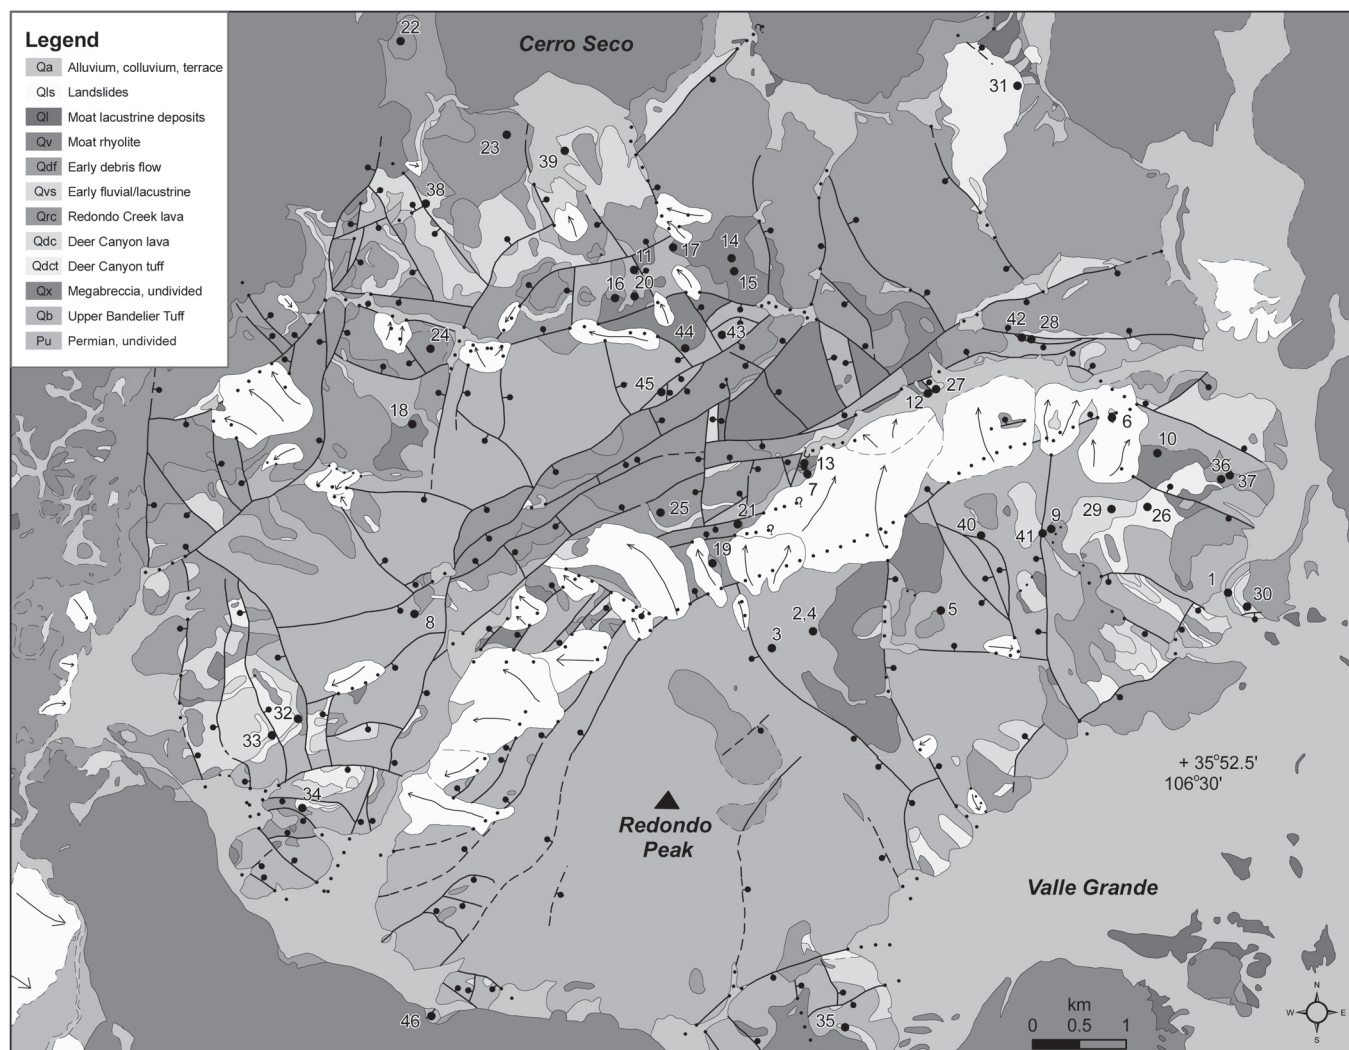 Legend
Qa Alluvium, colluvium, terrace
Qls Landslides
Ql Moat lacustrine deposits
Qv Moat rhyolite
Qdf Early debris flow
Qvs Early fluvial/lacustrine
Qrc Redondo Creek lava
Qdc Deer Canyon lava
Qdct Deer Canyon tuff
Qx Megabreccia, undivided
Qb Upper Bandelier Tuff
Pu Permian, undivided
22
Cerro Seco
?
31
23
39
38
17
14
11
15
16
20
24
44
43
42
28
45
27
12
18
6
10
13
7
36
37
25
21
?
?
29
26
9
40
41
19
1
30
8
2,4
5
3
32
33
34
+ 35°52.5'
106°30'
Redondo
Peak
Valle Grande
46
35
km
0 0.5 1
N
W E
S